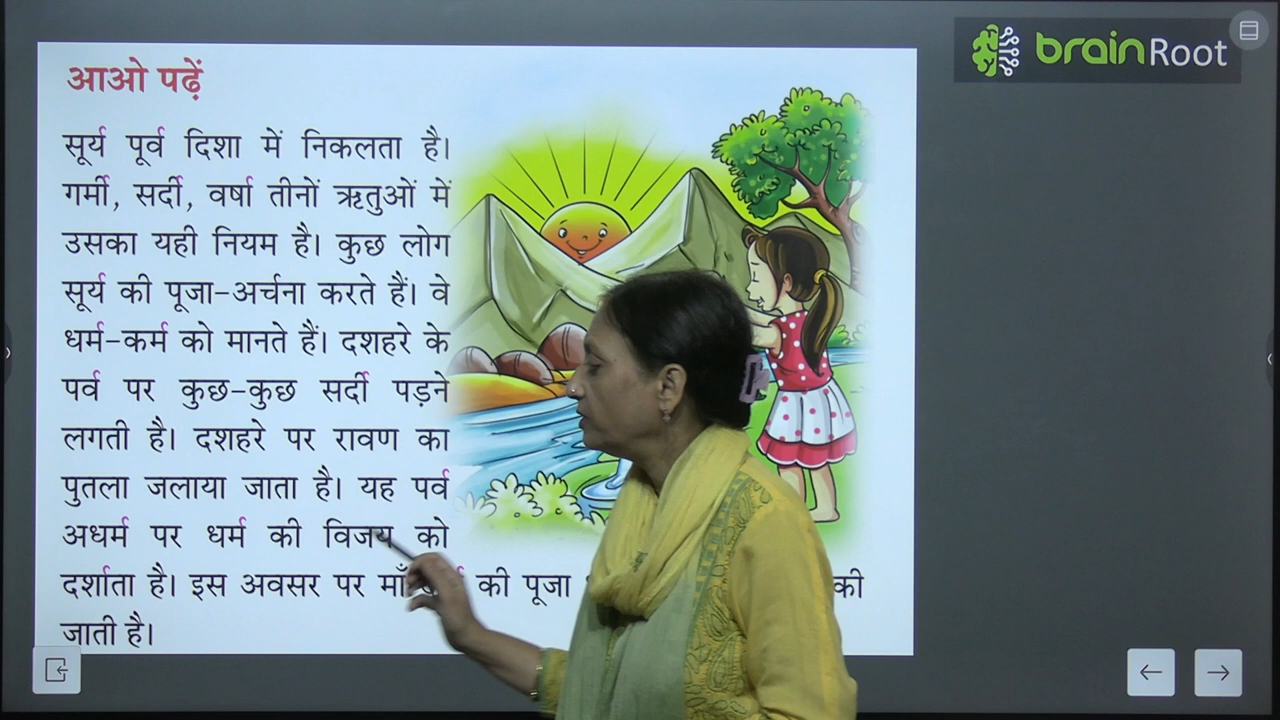 brainRoot
आओ पढ़ें
सूर्य पूर्व दिशा में निकलता है।
गर्मी, सर्दी, वर्षा तीनों ऋतुओं में
उसका यही नियम है। कुछ लोग
सूर्य की पूजा-अर्चना करते हैं। वे
धर्म-कर्म को मानते हैं। दशहरे के
पर्व पर कुछ-कुछ सर्दी पड़ने
लगती है। दशहरे पर रावण का
पुतला जलाया जाता है। यह पर्व
अधर्म पर धर्म की विजय को
दर्शाता है। इस अवसर पर माँ की पूजा की
जाती है।